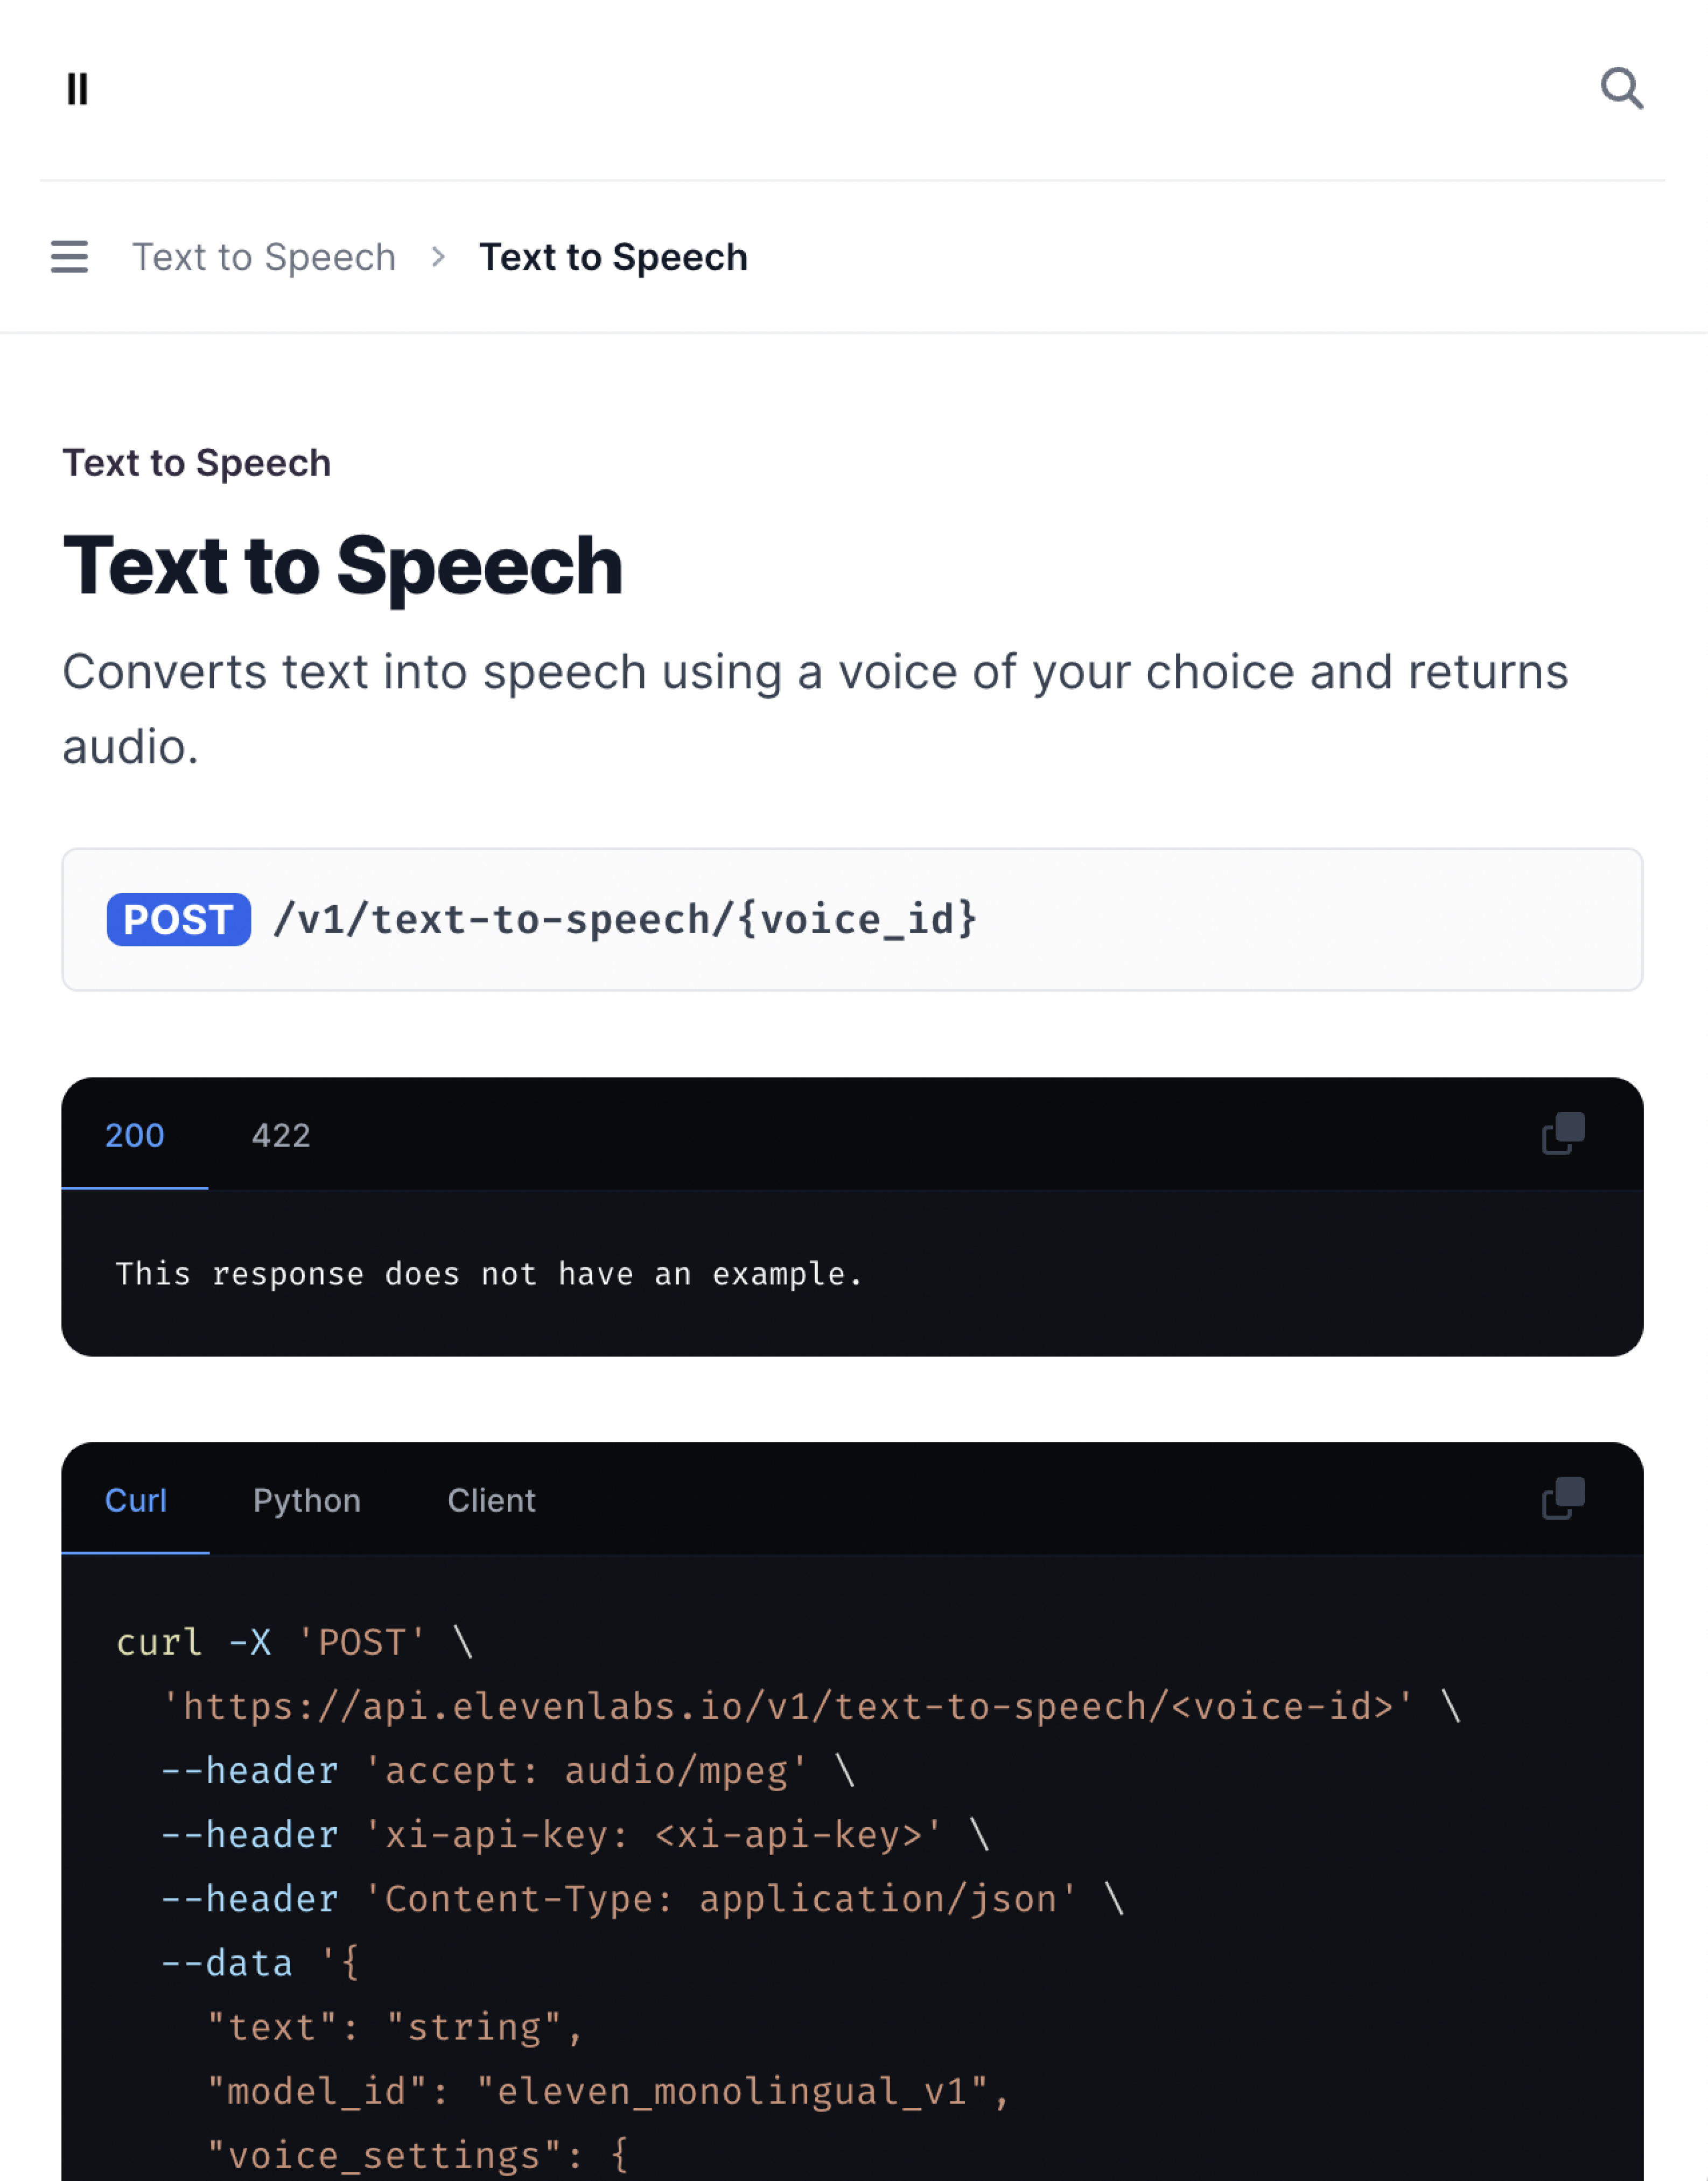 Text to Speech > Text to Speech
Text to Speech
Text to Speech
Converts text into speech using a voice of your choice and returns
audio.
POST /v1/text-to-speech/{voice_id}
200 422
This response does not have an example.
Curl Python Client
curl -X 'POST' \
  'https://api.elevenlabs.io/v1/text-to-speech/<voice-id>' \
  --header 'accept: audio/mpeg' \
  --header 'xi-api-key: <xi-api-key>' \
  --header 'Content-Type: application/json' \
  --data '{
    "text": "string",
    "model_id": "eleven_monolingual_v1",
    "voice_settings": {